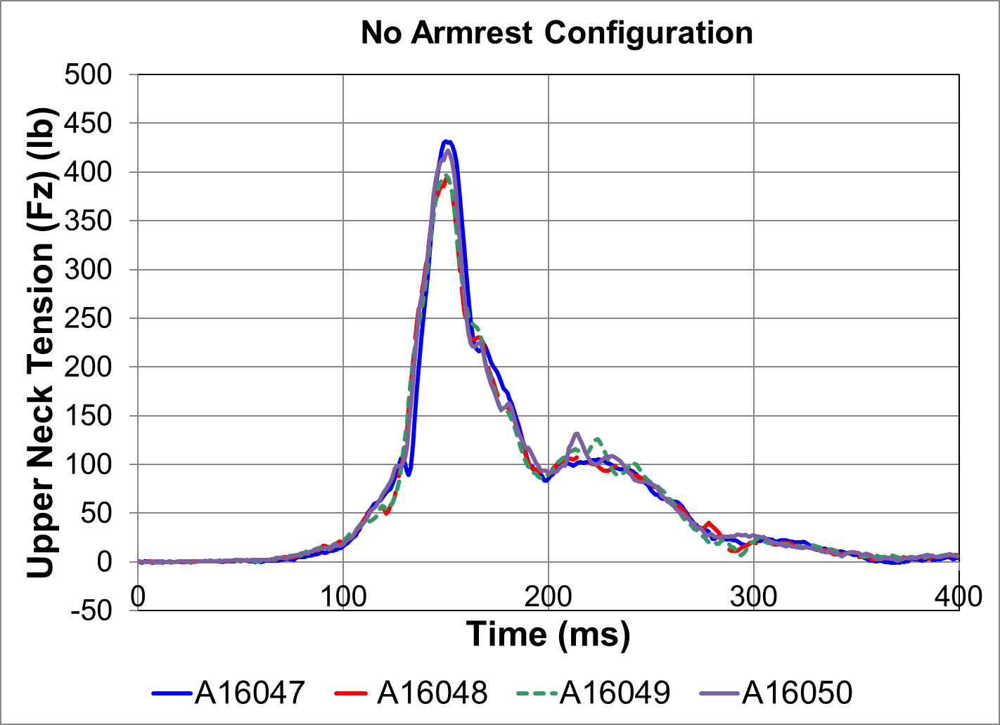 No Armrest Configuration
Upper Neck Tension (Fz) (lb)
500
450
400
350
300
250
200
150
100
50
0
-50
0 100 200 300 400
Time (ms)
A16047 A16048 A16049 A16050